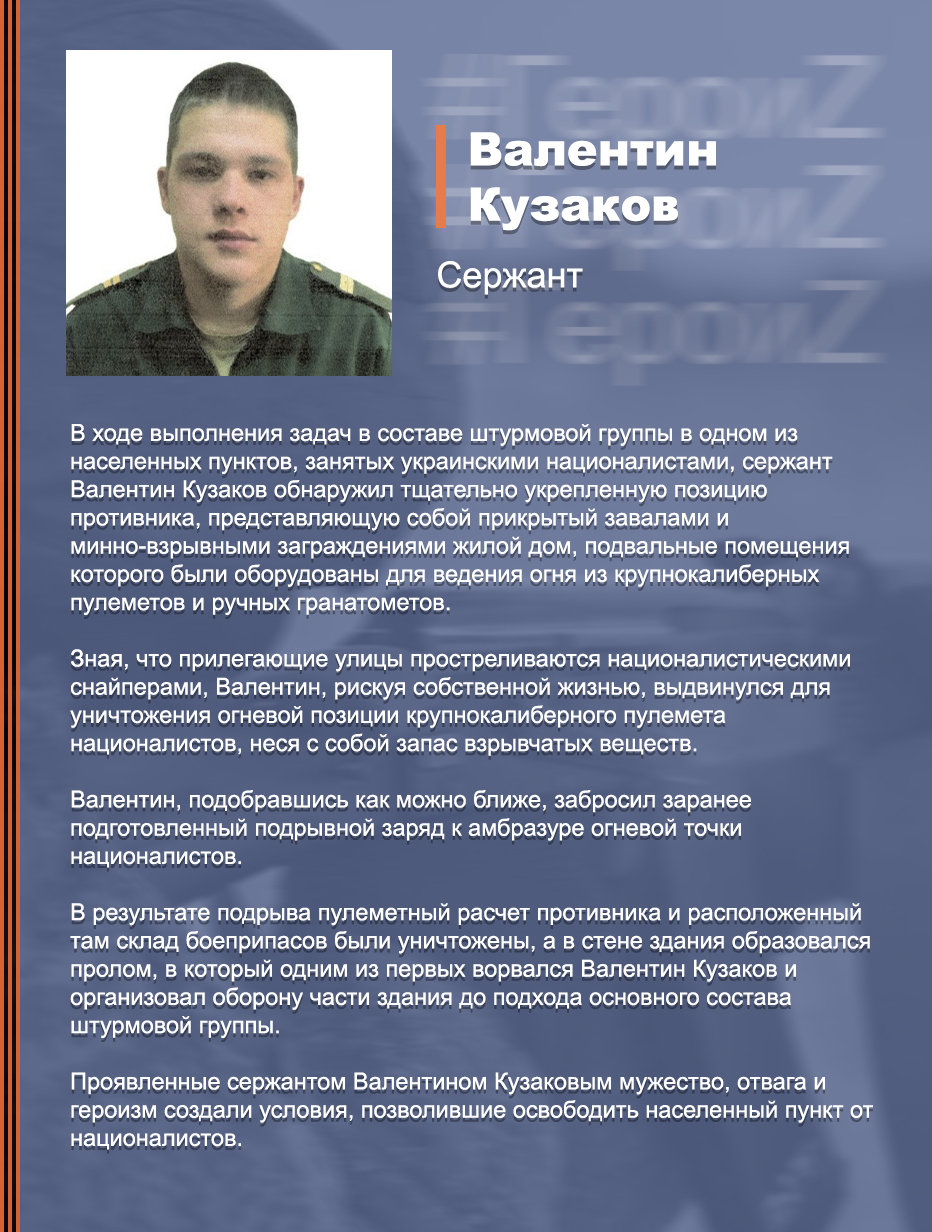 #ГероиZ
Валентин
#ГероиZ
Кузаков
Сержант
#ГероиZ
В ходе выполнения задач в составе штурмовой группы в одном из
населенных пунктов, занятых украинскими националистами, сержант
Валентин Кузаков обнаружил тщательно укрепленную позицию
противника, представляющую собой прикрытый завалами и
минно-взрывными заграждениями жилой дом, подвальные помещения
которого были оборудованы для ведения огня из крупнокалиберных
пулеметов и ручных гранатометов.
Зная, что прилегающие улицы простреливаются националистическими
снайперами, Валентин, рискуя собственной жизнью, выдвинулся для
уничтожения огневой позиции крупнокалиберного пулемета
националистов, неся с собой запас взрывчатых веществ.
Валентин, подобравшись как можно ближе, забросил заранее
подготовленный подрывной заряд к амбразуре огневой точки
националистов.
В результате подрыва пулеметный расчет противника и расположенный
там склад боеприпасов были уничтожены, а в стене здания образовался
пролом, в который одним из первых ворвался Валентин Кузаков и
организовал оборону части здания до подхода основного состава
штурмовой группы.
Проявленные сержантом Валентином Кузаковым мужество, отвага и
героизм создали условия, позволившие освободить населенный пункт от
националистов.